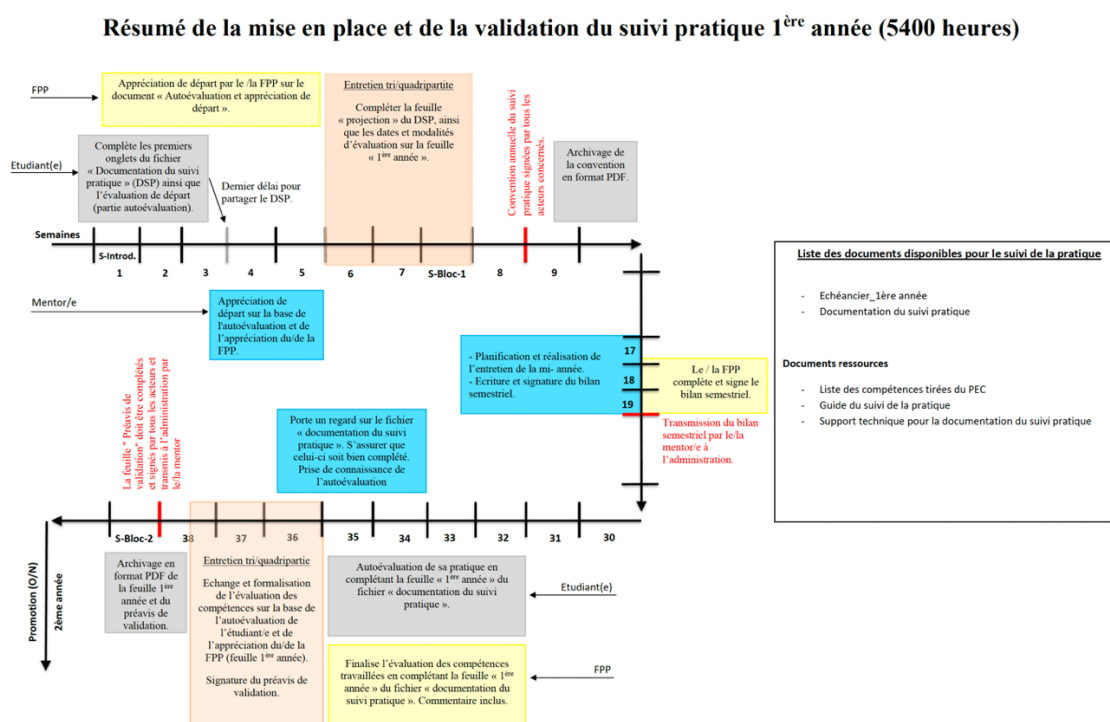 Résumé de la mise en place et de la validation du suivi pratique 1ère année (5400 heures)
FPP
Appréciation de départ par le /la FPP sur le
document « Autoévaluation et appréciation de
départ ».
Entretien tri/quadripartite
Compléter la feuille
« projection » du DSP, ainsi
que les dates et modalités
d’évaluation sur la feuille
« 1ère année ».
Convention annuelle du suivi
pratique signées par tous les
acteurs concernés.
Archivage de
la convention
en format PDF.
Etudiant(e)
Complète les premiers
onglets du fichier
« Documentation du suivi
pratique » (DSP) ainsi que
l’évaluation de départ
(partie autoévaluation).
Dernier délai pour
partager le DSP.
Semaines
S-Introd.
1
2
3
4
5
6
7
S-Bloc-1
8
9
Mentor/e
Appréciation de
départ sur la base de
l'autoévaluation et de
l’appréciation du/de la
FPP.
- Planification et réalisation de
l’entretien de la mi- année.
- Ecriture et signature du bilan
semestriel.
17
18
19
Le / la FPP
complète et signe le
bilan semestriel.
Transmission du bilan
semestriel par le/la
mentor/e à
l’administration.
Liste des documents disponibles pour le suivi de la pratique
- Echéancier_1ère année
- Documentation du suivi pratique
Documents ressources
- Liste des compétences tirées du PEC
- Guide du suivi de la pratique
- Support technique pour la documentation du suivi pratique
La feuille " Préavis de
validation" doit être complétés
et signés par tous les acteurs et
transmis à l’administration par
le/la mentor
Porte un regard sur le fichier
« documentation du suivi
pratique ». S’assurer que
celui-ci soit bien complété.
Prise de connaissance de
l’autoévaluation
S-Bloc-2
38
37
36
35
34
33
32
31
30
Promotion (O/N)
2ème année
Archivage en
format PDF de
la feuille 1ère
année et du
préavis de
validation.
Entretien tri/quadripartie
Echange et formalisation
de l’évaluation des
compétences sur la base de
l’autoévaluation de
l’étudiant/e et de
l’appréciation du/de la
FPP (feuille 1ère année).
Signature du préavis de
validation.
Autoévaluation de sa pratique en
complétant la feuille « 1ère année » du
fichier « documentation du suivi
pratique ».
Etudiant(e)
Finalise l’évaluation des compétences
travaillées en complétant la feuille « 1ère
année » du fichier « documentation du
suivi pratique ». Commentaire inclus.
FPP